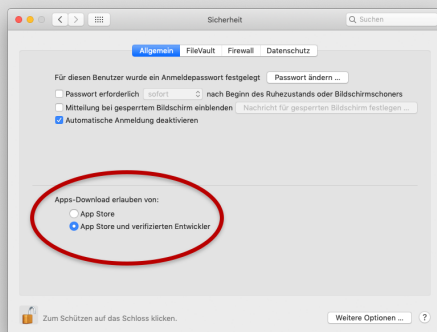 Sicherheit
Suchen
Allgemein FileVault Firewall Datenschutz
Für diesen Benutzer wurde ein Anmeldepasswort festgelegt Passwort ändern ...
Passwort erforderlich sofort nach Beginn des Ruhezustands oder Bildschirmschoners
Mitteilung bei gesperrtem Bildschirm einblenden Nachricht für gesperrten Bildschirm festlegen ...
Automatische Anmeldung deaktivieren
Apps-Download erlauben von:
App Store
App Store und verifizierten Entwickler
Zum Schützen auf das Schloss klicken.
Weitere Optionen ... ?